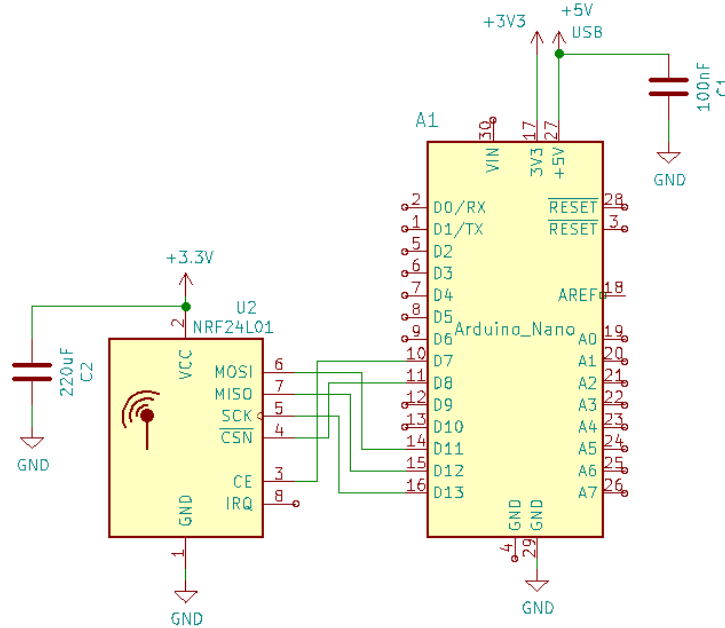 +5V
+3V3
USB
100nF
C1
GND
A1
30
17
27
VIN
3V3
+5V
2
D0/RX
RESET
28
1
D1/TX
RESET
3
5
D2
6
D3
7
D4
AREF
18
8
D5
Arduino_Nano
9
D6
A0
19
10
D7
A1
20
11
D8
A2
21
12
D9
A3
22
13
D10
A4
23
14
D11
A5
24
15
D12
A6
25
16
D13
A7
26
GND
GND
4
29
GND
+3.3V
U2
2
NRF24L01
VCC
220uF
C2
GND
MOSI
6
MISO
7
SCK
5
CSN
4
CE
3
IRQ
8
GND
1
GND